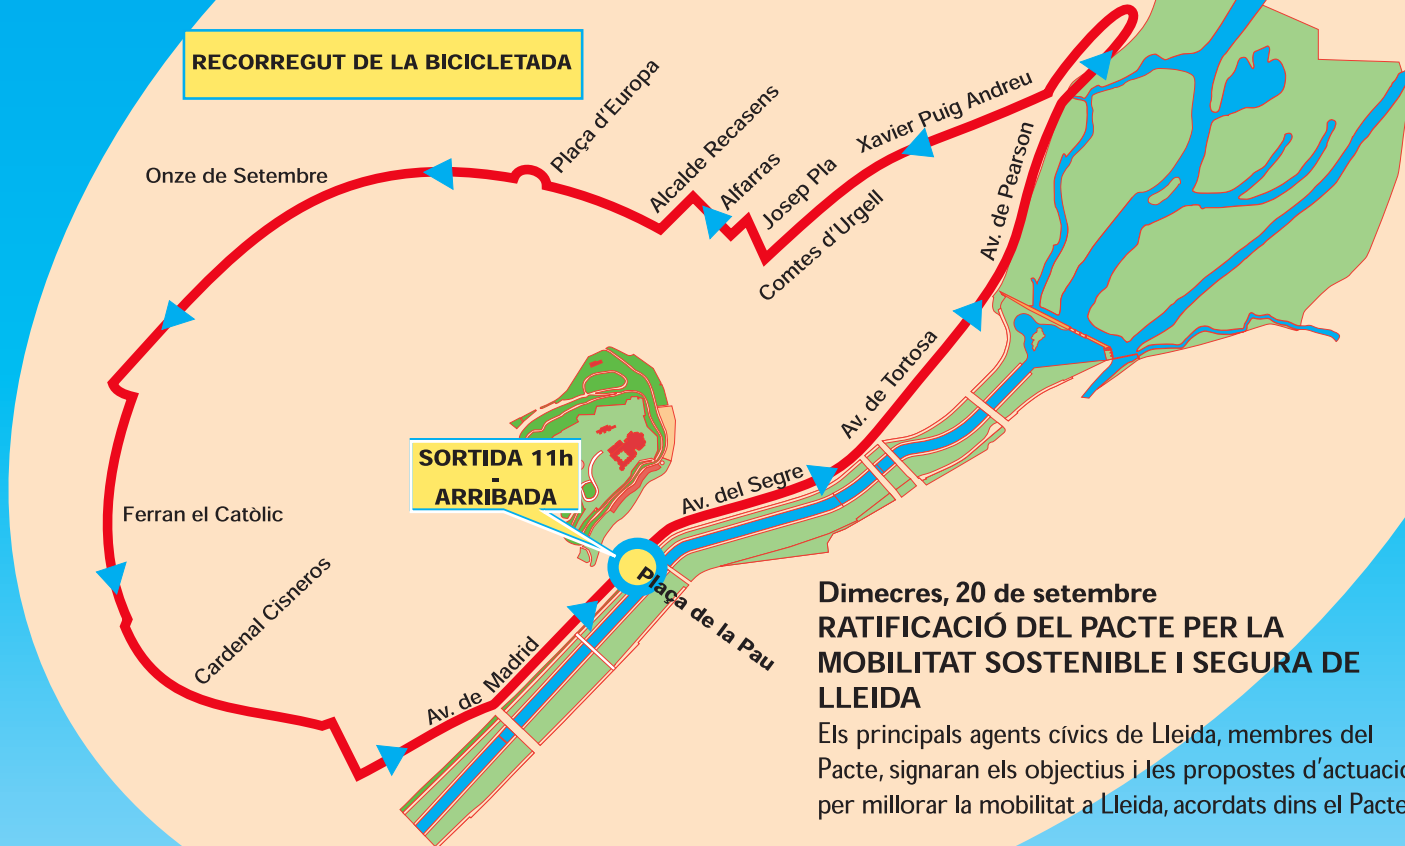 RECORREGUT DE LA BICICLETADA
Plaça d'Europa
Alcalde Recasens
Alfarras
Josep Pla
Xavier Puig Andreu
Comtes d'Urgell
Av. de Pearson
Onze de Setembre
Av. de Tortosa
SORTIDA 11h
-
ARRIBADA
Av. del Segre
Ferran el Catòlic
Cardenal Cisneros
Plaça de la Pau
Av. de Madrid
Dimecres, 20 de setembre
RATIFICACIÓ DEL PACTE PER LA
MOBILITAT SOSTENIBLE I SEGURA DE
LLEIDA
Els principals agents cívics de Lleida, membres del
Pacte, signaran els objectius i les propostes d'actuació
per millorar la mobilitat a Lleida, acordats dins el Pacte